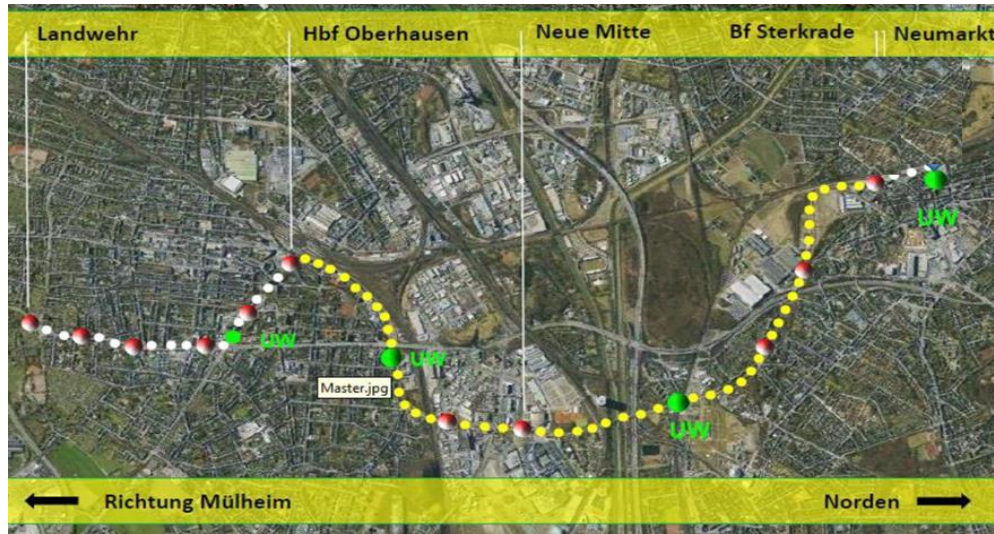 Landwehr
Hbf Oberhausen
Neue Mitte
Bf Sterkrade
Neumarkt
UW
UW
UW
Master.jpg
UW
Richtung Mülheim
Norden